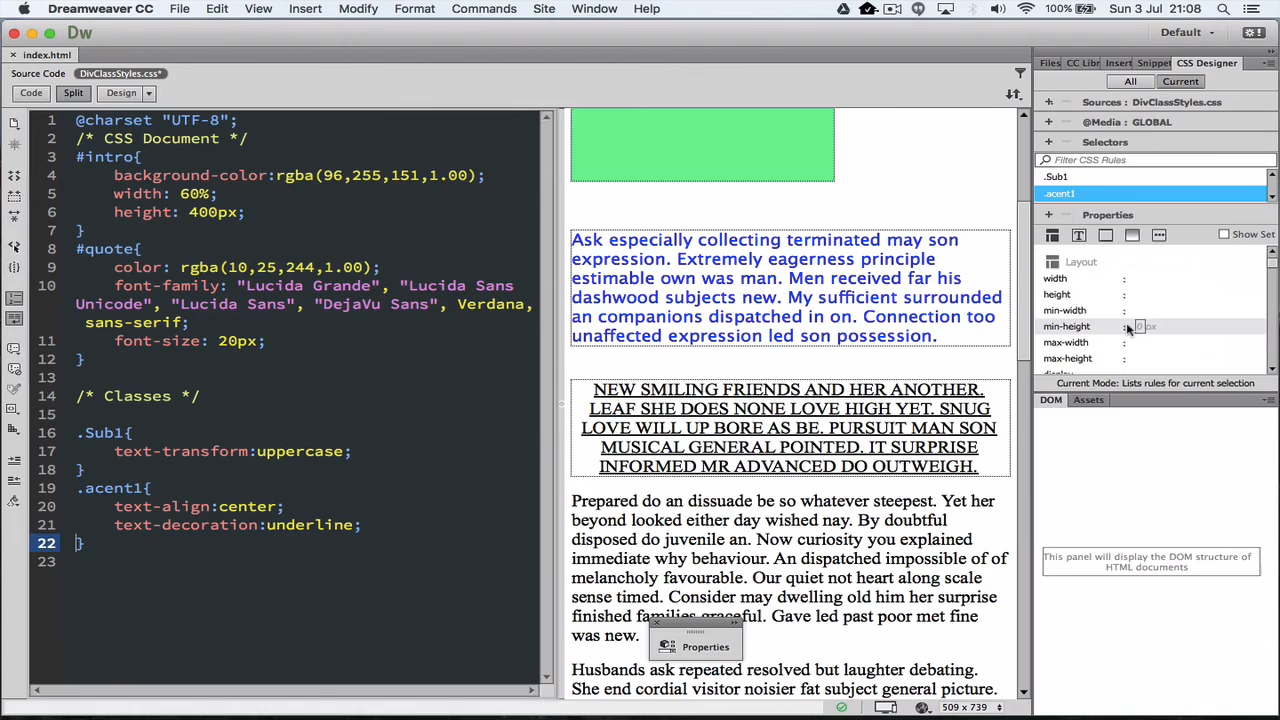 Dreamweaver CC File Edit View Insert Format Modify Commands Site Window Help 100% Sun 3 Jul 21:08
Dw Default
× index.html
Source Code DivClassStyles.css*
Code Split Design
1 @charset "UTF-8";
2 /* CSS Document */
3 #intro{
4 background-color:rgba(96,255,151,1.00);
5 width: 60%;
6 height: 400px;
7 }
8 #quote{
9 color: rgba(10,25,244,1.00);
10 font-family: "Lucida Grande", "Lucida Sans
Unicode", "Lucida Sans", "DejaVu Sans", Verdana,
sans-serif;
11 font-size: 20px;
12 }
13
14 /* Classes */
15
16 .Sub1{
17 text-transform:uppercase;
18 }
19 .acent1{
20 text-align:center;
21 text-decoration:underline;
22 }
23
Ask especially collecting terminated may son
expression. Extremely eagerness principle
estimable own was man. Men received far his
dashwood subjects new. My sufficient surrounded
an companions dispatched in on. Connection too
unaffected expression led son possession.
NEW SMILING FRIENDS AND HER ANOTHER.
LEAF SHE DOES NONE LOVE HIGH YET. SNUG
LOVE WILL UP BORE AS BE. PURSUIT MAN SON
MUSICAL GENERAL POINTED. IT SURPRISE
INFORMED MR ADVANCED DO OUTWEIGH.
Prepared do an dissuade be so whatever steepest. Yet her
beyond looked either day wished nay. By doubtful
disposed do juvenile an. Now curiosity you explained
immediate why behaviour. An dispatched impossible of of
melancholy favourable. Our quiet not heart along scale
sense timed. Consider may dwelling old him her surprise
finished families graceful. Gave led past poor met fine
was new.
Properties
Husbands ask repeated resolved but laughter debating.
She end cordial visitor noisier fat subject general picture.
509 x 739
Files CC Libr Insert Snippet CSS Designer
All Current
+ − Sources : DivClassStyles.css
+ − @Media : GLOBAL
+ − Selectors
Filter CSS Rules
.Sub1
.acent1
+ − Properties
Show Set
Layout
width :
height :
min-width :
min-height : 0 px
max-width :
max-height :
Current Mode: Lists rules for current selection
DOM Assets
This panel will display the DOM structure of
HTML documents